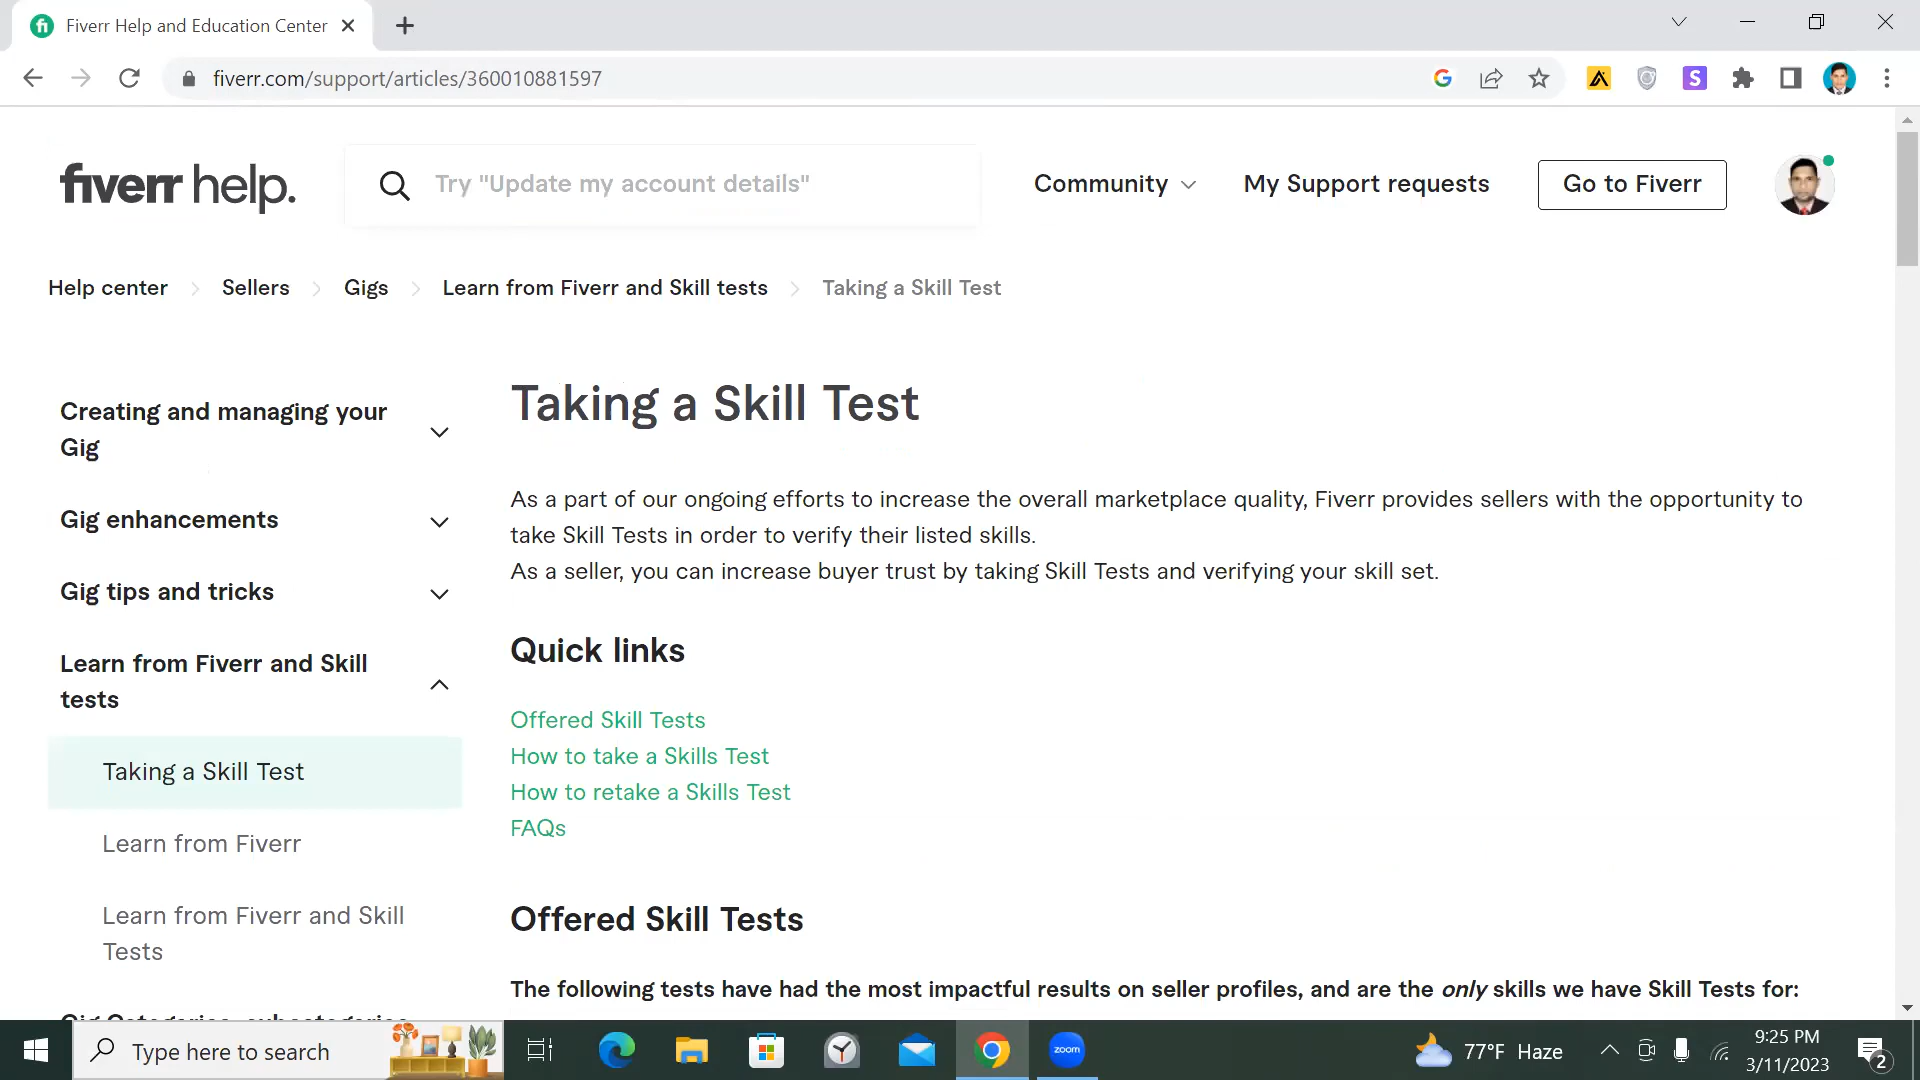 Fiverr Help and Education Center
fiverr.com/support/articles/360010881597
fiverr help.
Try "Update my account details"
Community
My Support requests
Go to Fiverr
Help center
Sellers
Gigs
Learn from Fiverr and Skill tests
Taking a Skill Test
Creating and managing your
Gig
Gig enhancements
Gig tips and tricks
Learn from Fiverr and Skill
tests
Taking a Skill Test
Learn from Fiverr
Learn from Fiverr and Skill
Tests
Gig Categories, subcategories
Taking a Skill Test
As a part of our ongoing efforts to increase the overall marketplace quality, Fiverr provides sellers with the opportunity to
take Skill Tests in order to verify their listed skills.
As a seller, you can increase buyer trust by taking Skill Tests and verifying your skill set.
Quick links
Offered Skill Tests
How to take a Skills Test
How to retake a Skills Test
FAQs
Offered Skill Tests
The following tests have had the most impactful results on seller profiles, and are the only skills we have Skill Tests for:
Type here to search
zoom
77°F Haze
9:25 PM
3/11/2023
2